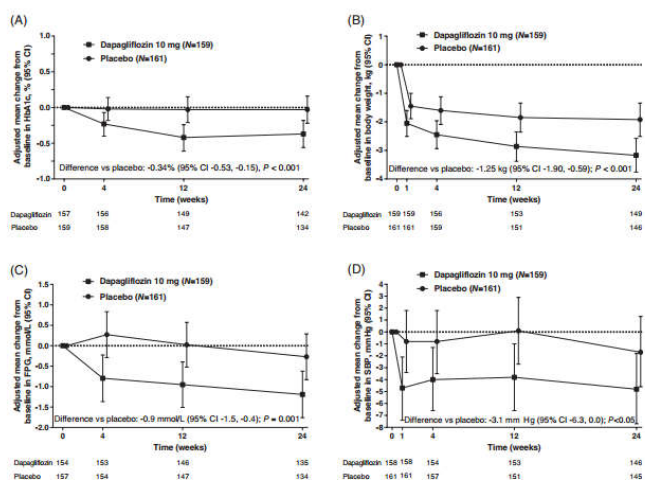 (A)
Dapagliflozin 10 mg (N=159)
Placebo (N=161)
Adjusted mean change from
baseline in HbA1c, % (95% CI)
1.0
0.5
0.0
-0.5
-1.0
Difference vs placebo: -0.34% (95% CI -0.53, -0.15), P < 0.001
0 4 12 24
Time (weeks)
Dapagliflozin 157 156 149 142
Placebo 159 158 147 134
(B)
Dapagliflozin 10 mg (N=159)
Placebo (N=161)
Adjusted mean change from
baseline in body weight, kg (95% CI)
1
0
-1
-2
-3
-4
Difference vs placebo: -1.25 kg (95% CI -1.90, -0.59); P < 0.001
0 1 4 12 24
Time (weeks)
Dapagliflozin 159 159 156 153 149
Placebo 161 161 159 151 146
(C)
Dapagliflozin 10 mg (N=159)
Placebo (N=161)
Adjusted mean change from
baseline in FPG, mmol/L (95% CI)
1.5
1.0
0.5
0.0
-0.5
-1.0
-1.5
-2.0
Difference vs placebo: -0.9 mmol/L (95% CI -1.5, -0.4); P = 0.001
0 4 12 24
Time (weeks)
Dapagliflozin 154 153 146 135
Placebo 157 154 147 134
(D)
Dapagliflozin 10 mg (N=159)
Placebo (N=161)
Adjusted mean change from
baseline in SBP, mmHg (95% CI)
4
3
2
1
0
-1
-2
-3
-4
-5
-6
-7
-8
Difference vs placebo: -3.1 mm Hg (95% CI -6.3, 0.0); P<0.05
0 1 4 12 24
Time (weeks)
Dapagliflozin 158 158 154 153 146
Placebo 161 161 157 151 145